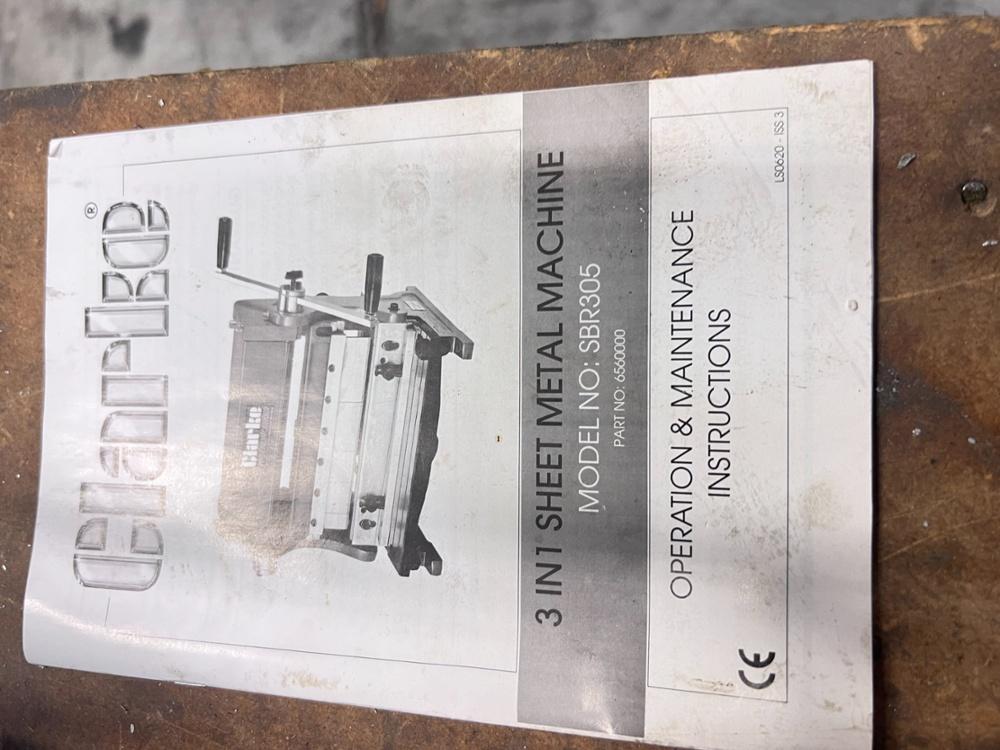 Clarke®
Clarke
3 IN 1 SHEET METAL MACHINE
MODEL NO: SBR305
PART NO: 6560000
OPERATION & MAINTENANCE
INSTRUCTIONS
CE
LS0620 - ISS 3